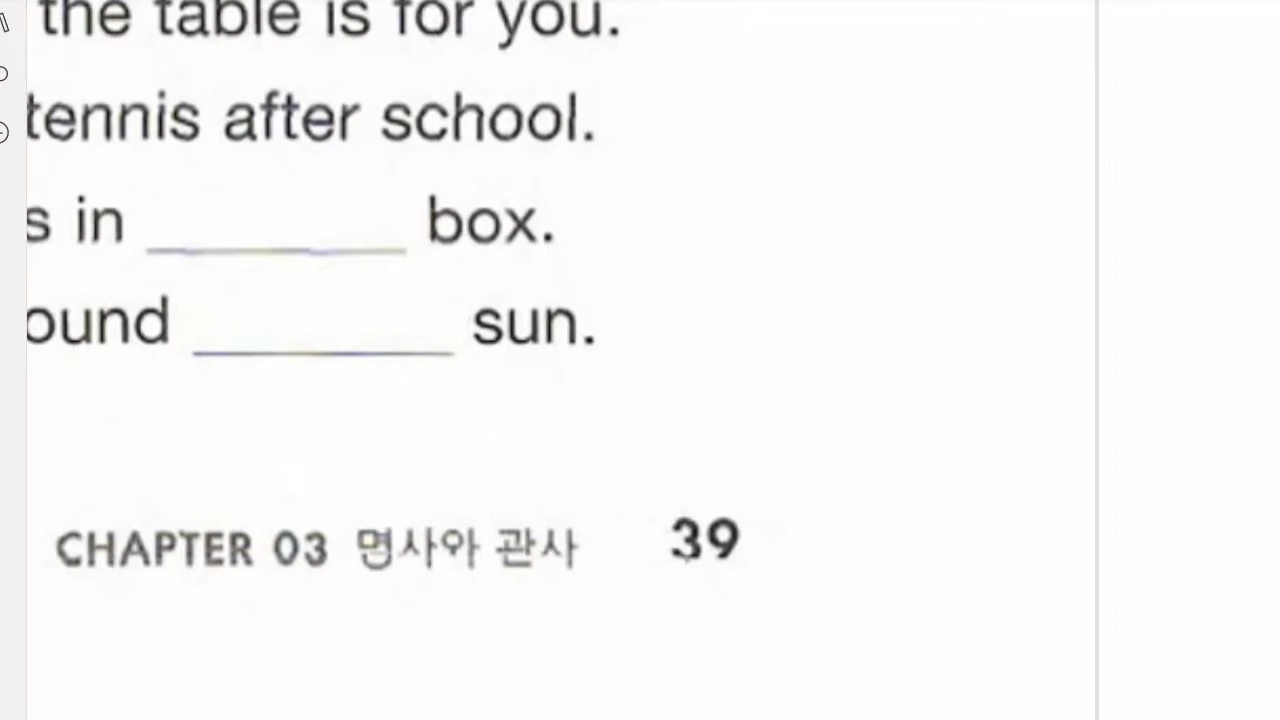 the table is for you.
tennis after school.
s in ________ box.
ound ________ sun.
CHAPTER 03 명사와 관사 39